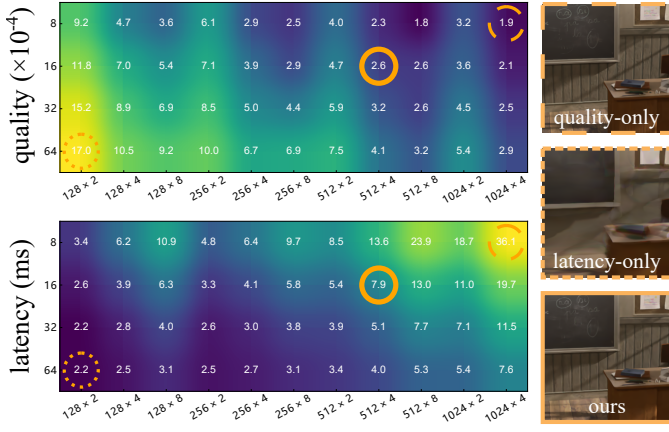 quality (×10⁻⁴)
8 9.2 4.7 3.6 6.1 2.9 2.5 4.0 2.3 1.8 3.2 1.9
16 11.8 7.0 5.4 7.1 3.9 2.9 4.7 2.6 2.6 3.6 2.1
32 15.2 8.9 6.9 8.5 5.0 4.4 5.9 3.2 2.6 4.5 2.5
64 17.0 10.5 9.2 10.0 6.7 6.9 7.5 4.1 3.2 5.4 2.9
128 × 2 128 × 4 128 × 8 256 × 2 256 × 4 256 × 8 512 × 2 512 × 4 512 × 8 1024 × 2 1024 × 4
quality-only
latency (ms)
8 3.4 6.2 10.9 4.8 6.4 9.7 8.5 13.6 23.9 18.7 36.1
16 2.6 3.9 6.3 3.3 4.1 5.8 5.4 7.9 13.0 11.0 19.7
32 2.2 2.8 4.0 2.6 3.0 3.8 3.9 5.1 7.7 7.1 11.5
64 2.2 2.5 3.1 2.5 2.7 3.1 3.4 4.0 5.3 5.4 7.6
128 × 2 128 × 4 128 × 8 256 × 2 256 × 4 256 × 8 512 × 2 512 × 4 512 × 8 1024 × 2 1024 × 4
latency-only
ours